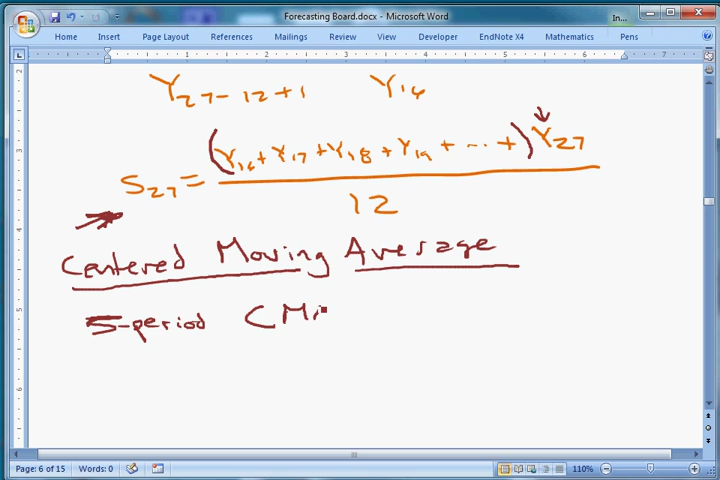 Forecasting Board.docx - Microsoft Word
In...
Home Insert Page Layout References Mailings Review View Developer EndNote X4 Mathematics Pens
Y27-12+1 Y16
(Y16+Y17+Y18+Y19+...+)Y27
S27=
12
Centered Moving Average
5-period CM
Page: 6 of 15 Words: 0 110%